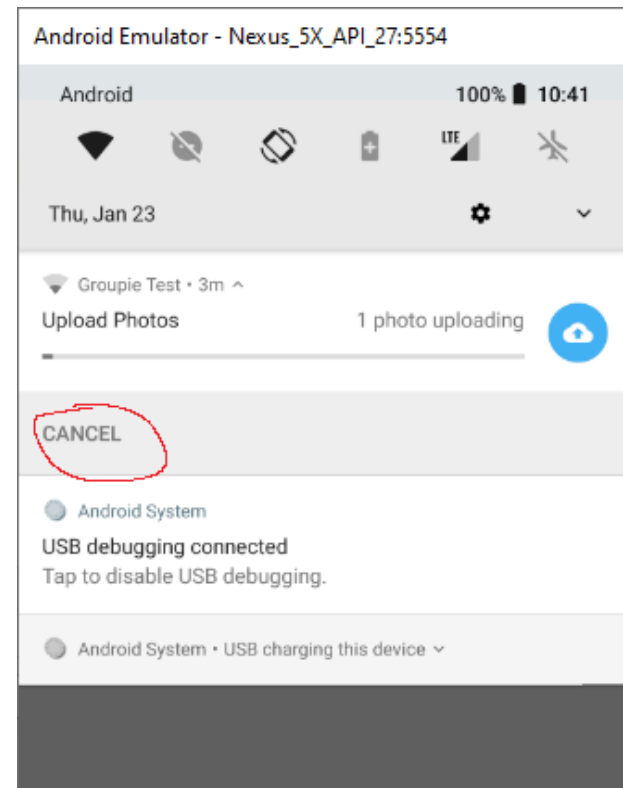 Android Emulator - Nexus_5X_API_27:5554
Android 100% 10:41
LTE
Thu, Jan 23
Groupie Test • 3m
Upload Photos 1 photo uploading
CANCEL
Android System
USB debugging connected
Tap to disable USB debugging.
Android System • USB charging this device